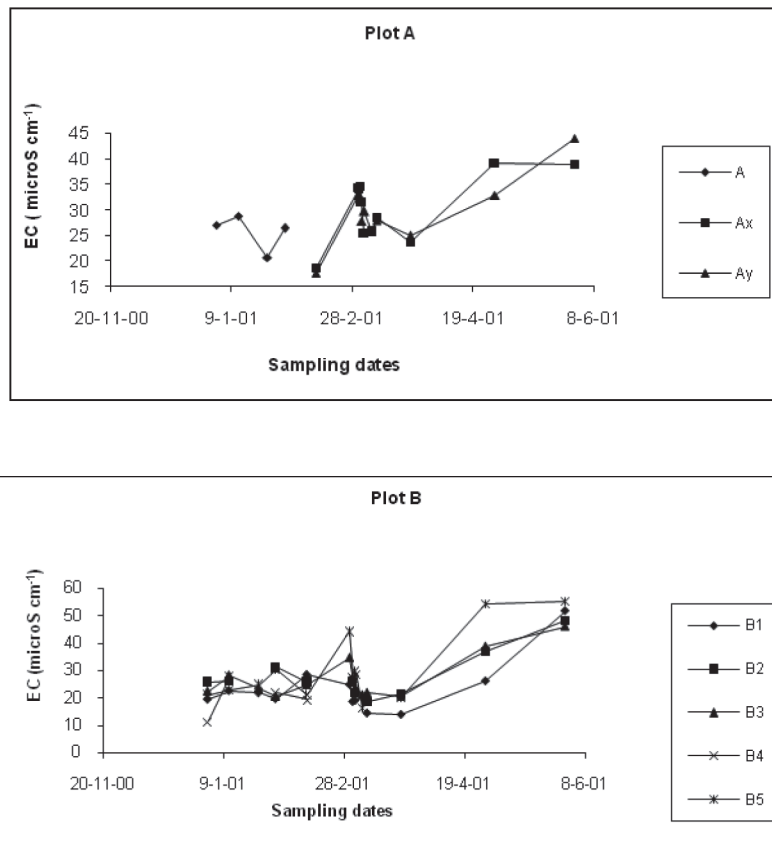 Plot A
EC ( microS cm-1)
45
40
35
30
25
20
15
20-11-00 9-1-01 28-2-01 19-4-01 8-6-01
Sampling dates
A
Ax
Ay
Plot B
EC (microS cm-1)
60
50
40
30
20
10
0
20-11-00 9-1-01 28-2-01 19-4-01 8-6-01
Sampling dates
B1
B2
B3
B4
B5